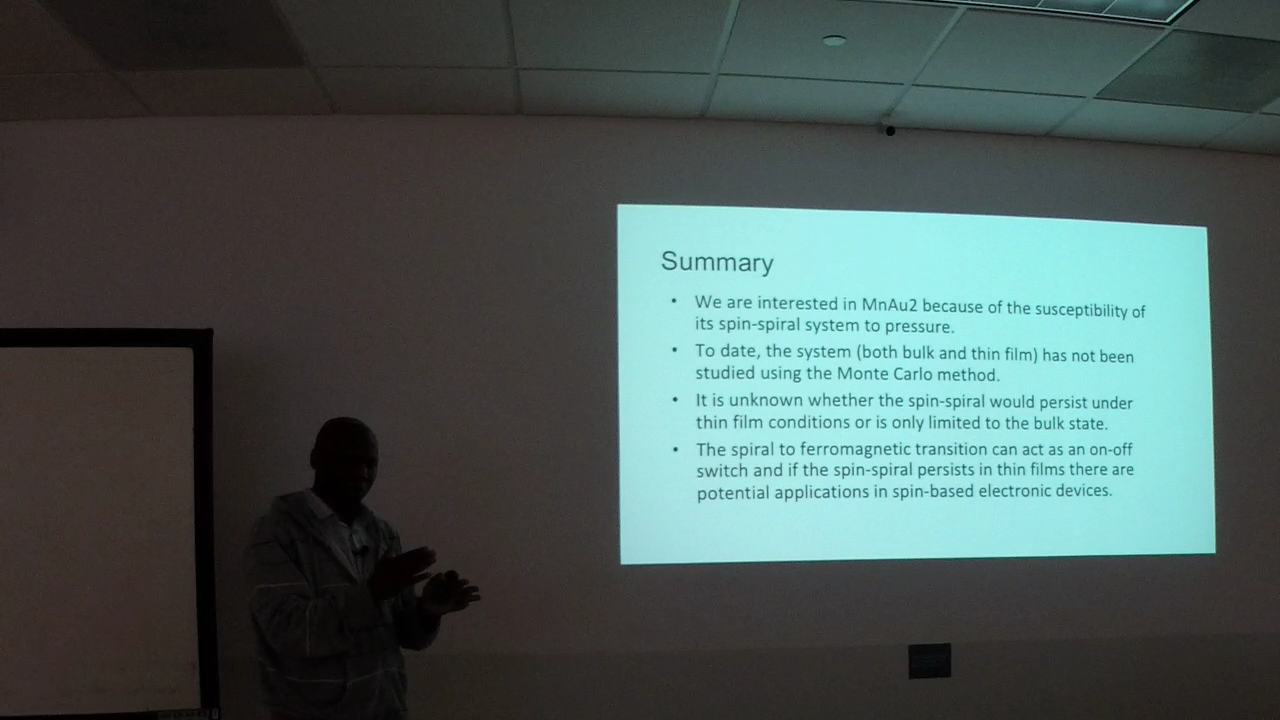 Summary
• We are interested in MnAu2 because of the susceptibility of
its spin-spiral system to pressure.
• To date, the system (both bulk and thin film) has not been
studied using the Monte Carlo method.
• It is unknown whether the spin-spiral would persist under
thin film conditions or is only limited to the bulk state.
• The spiral to ferromagnetic transition can act as an on-off
switch and if the spin-spiral persists in thin films there are
potential applications in spin-based electronic devices.